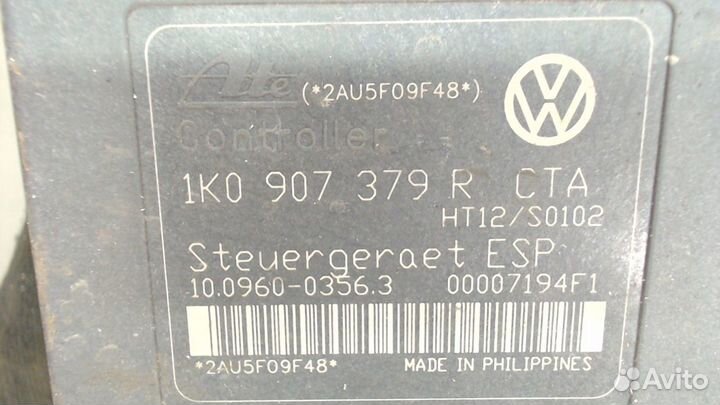 Ate (*2AU5F09F48*)
Controller
1K0 907 379 R CTA
HT12/S0102
Steuergeraet ESP
10.0960-0356.3 00007194F1
*2AU5F09F48* MADE IN PHILIPPINES
Avito